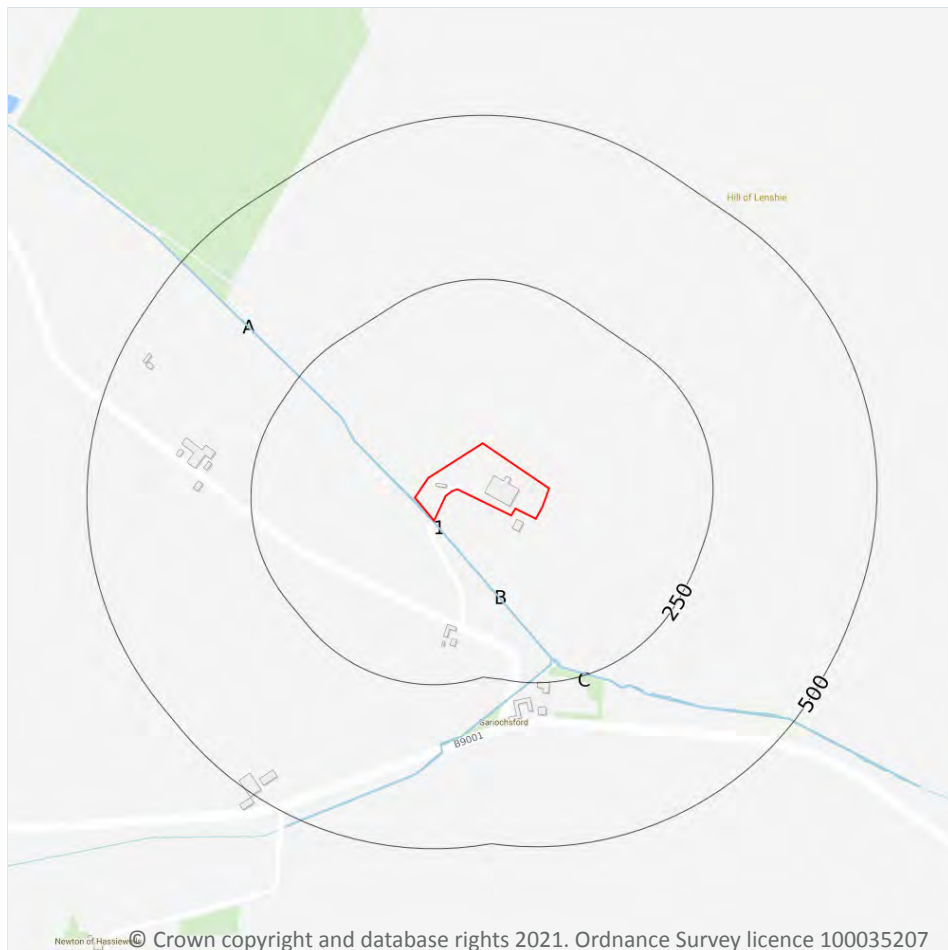 Hill of Lenshie
A
1
B
250
C
500
Gariochsford
B9001
Newton of Hassiewells
© Crown copyright and database rights 2021. Ordnance Survey licence 100035207